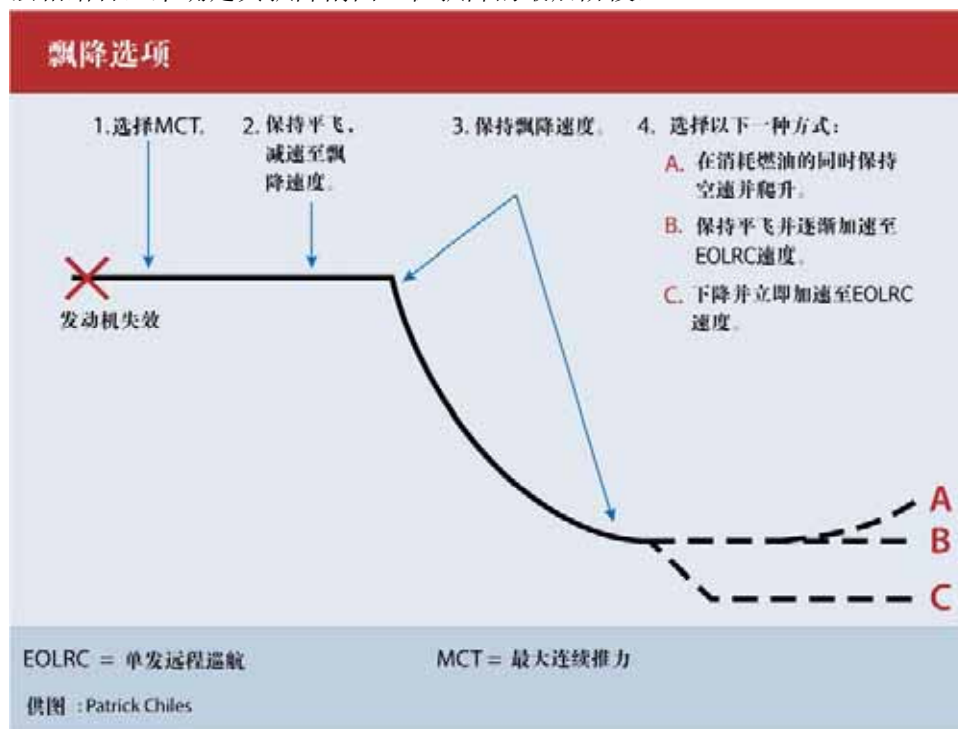 飘降选项
1.选择MCT.
2. 保持平飞，
减速至飘
降速度。
3. 保持飘降速度。
4. 选择以下一种方式：
A. 在消耗燃油的同时保持
空速并爬升。
B. 保持平飞并逐渐加速至
EOLRC速度。
C. 下降并立即加速至EOLRC
速度。
发动机失效
A
B
C
EOLRC = 单发远程巡航
MCT = 最大连续推力
供图 : Patrick Chiles